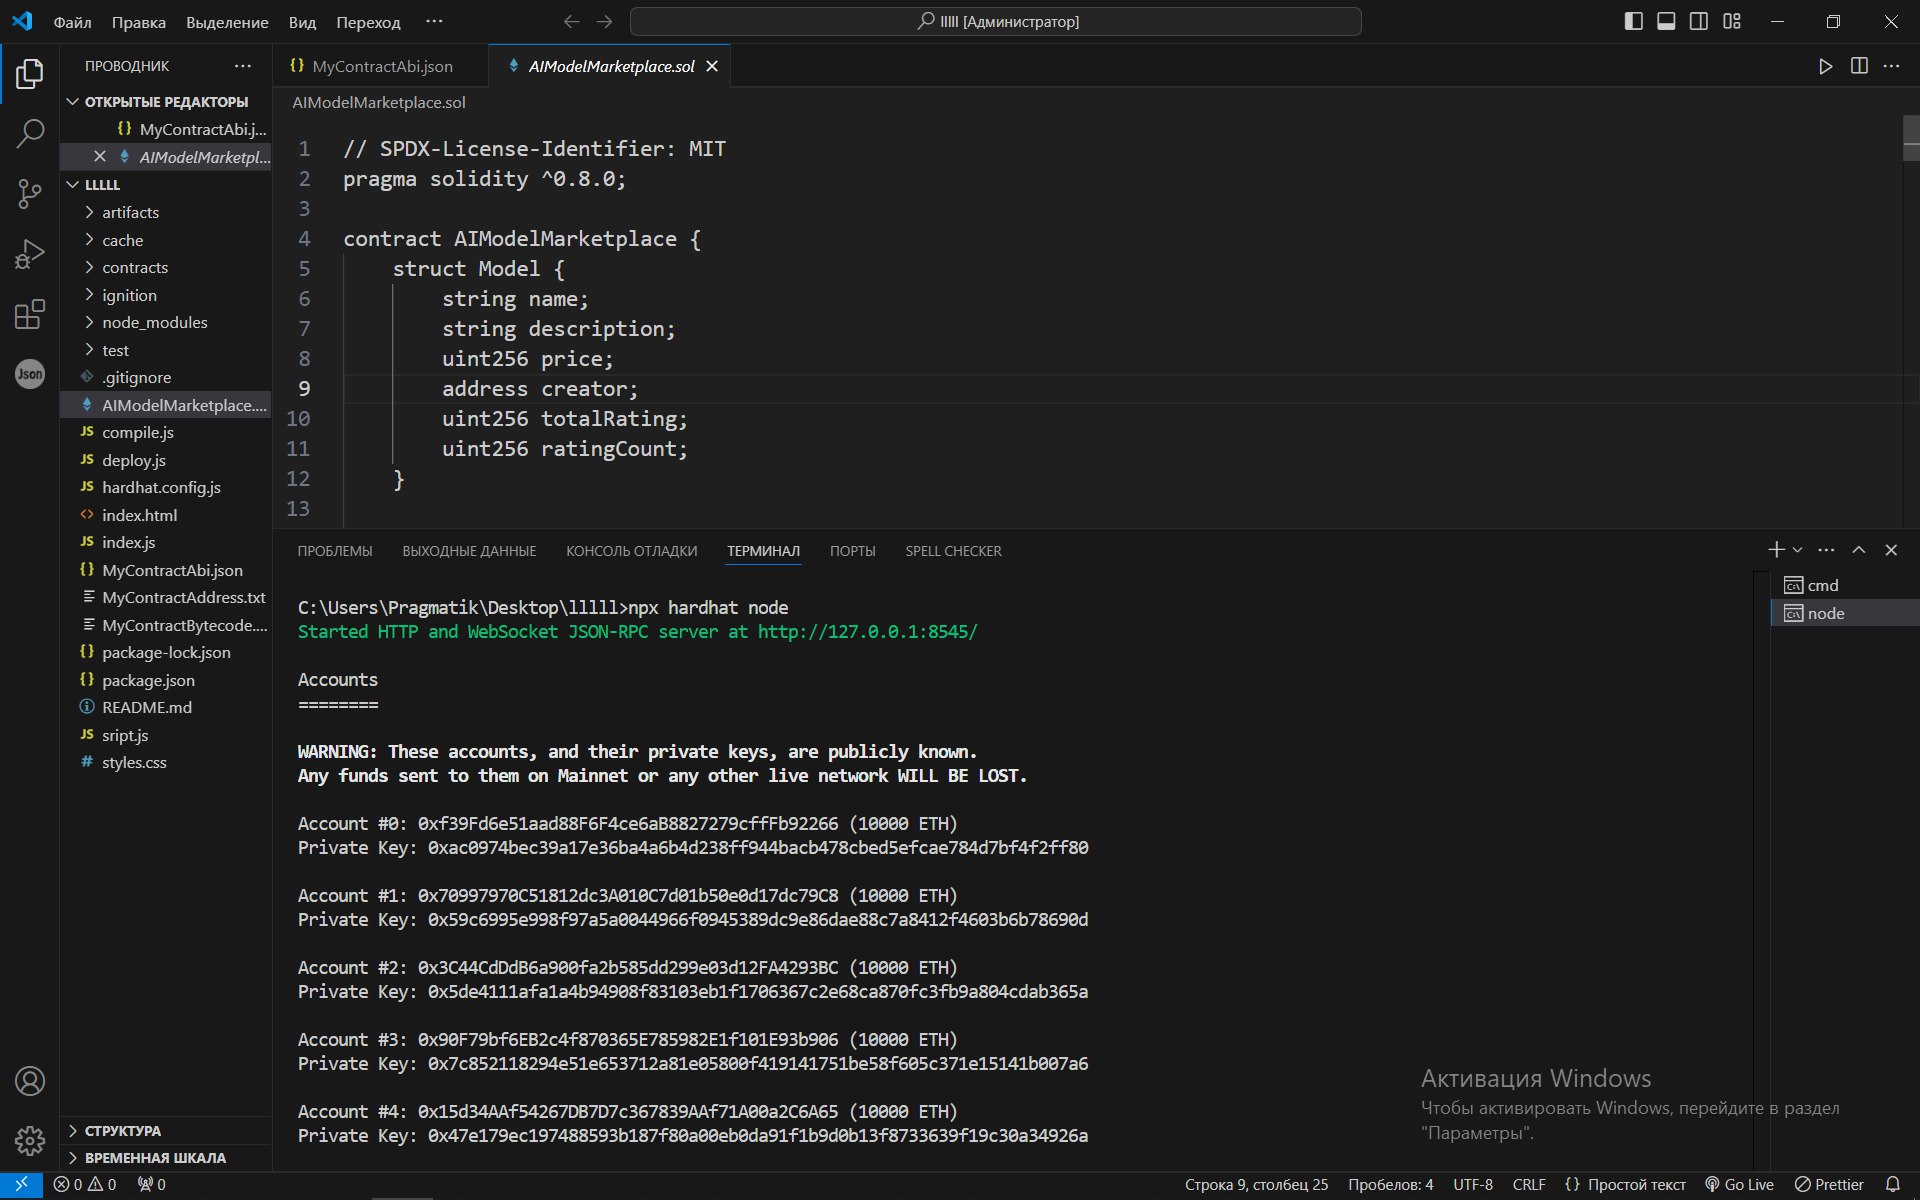 Файл Правка Выделение Вид Переход ··· lllll [Администратор]
ПРОВОДНИК ···
ОТКРЫТЫЕ РЕДАКТОРЫ
{} MyContractAbi.j...
AIModelMarketpl...
LLLLL
artifacts
cache
contracts
ignition
node_modules
test
.gitignore
AIModelMarketplace....
JS compile.js
JS deploy.js
JS hardhat.config.js
<> index.html
JS index.js
{} MyContractAbi.json
MyContractAddress.txt
MyContractBytecode....
{} package-lock.json
{} package.json
README.md
JS sript.js
# styles.css
СТРУКТУРА
ВРЕМЕННАЯ ШКАЛА
Json
{} MyContractAbi.json AIModelMarketplace.sol
AIModelMarketplace.sol
1 // SPDX-License-Identifier: MIT
2 pragma solidity ^0.8.0;
3
4 contract AIModelMarketplace {
5 struct Model {
6 string name;
7 string description;
8 uint256 price;
9 address creator;
10 uint256 totalRating;
11 uint256 ratingCount;
12 }
13
ПРОБЛЕМЫ ВЫХОДНЫЕ ДАННЫЕ КОНСОЛЬ ОТЛАДКИ ТЕРМИНАЛ ПОРТЫ SPELL CHECKER
C:\Users\Pragmatik\Desktop\lllll>npx hardhat node
Started HTTP and WebSocket JSON-RPC server at http://127.0.0.1:8545/
Accounts
========
WARNING: These accounts, and their private keys, are publicly known.
Any funds sent to them on Mainnet or any other live network WILL BE LOST.
Account #0: 0xf39Fd6e51aad88F6F4ce6aB8827279cffFb92266 (10000 ETH)
Private Key: 0xac0974bec39a17e36ba4a6b4d238ff944bacb478cbed5efcae784d7bf4f2ff80
Account #1: 0x70997970C51812dc3A010C7d01b50e0d17dc79C8 (10000 ETH)
Private Key: 0x59c6995e998f97a5a0044966f0945389dc9e86dae88c7a8412f4603b6b78690d
Account #2: 0x3C44CdDdB6a900fa2b585dd299e03d12FA4293BC (10000 ETH)
Private Key: 0x5de4111afa1a4b94908f83103eb1f1706367c2e68ca870fc3fb9a804cdab365a
Account #3: 0x90F79bf6EB2c4f870365E785982E1f101E93b906 (10000 ETH)
Private Key: 0x7c852118294e51e653712a81e05800f419141751be58f605c371e15141b007a6
Account #4: 0x15d34AAf54267DB7D7c367839AAf71A00a2C6A65 (10000 ETH)
Private Key: 0x47e179ec197488593b187f80a00eb0da91f1b9d0b13f8733639f19c30a34926a
cmd
node
Активация Windows
Чтобы активировать Windows, перейдите в раздел
"Параметры".
0 0 0 Строка 9, столбец 25 Пробелов: 4 UTF-8 CRLF {} Простой текст Go Live Prettier